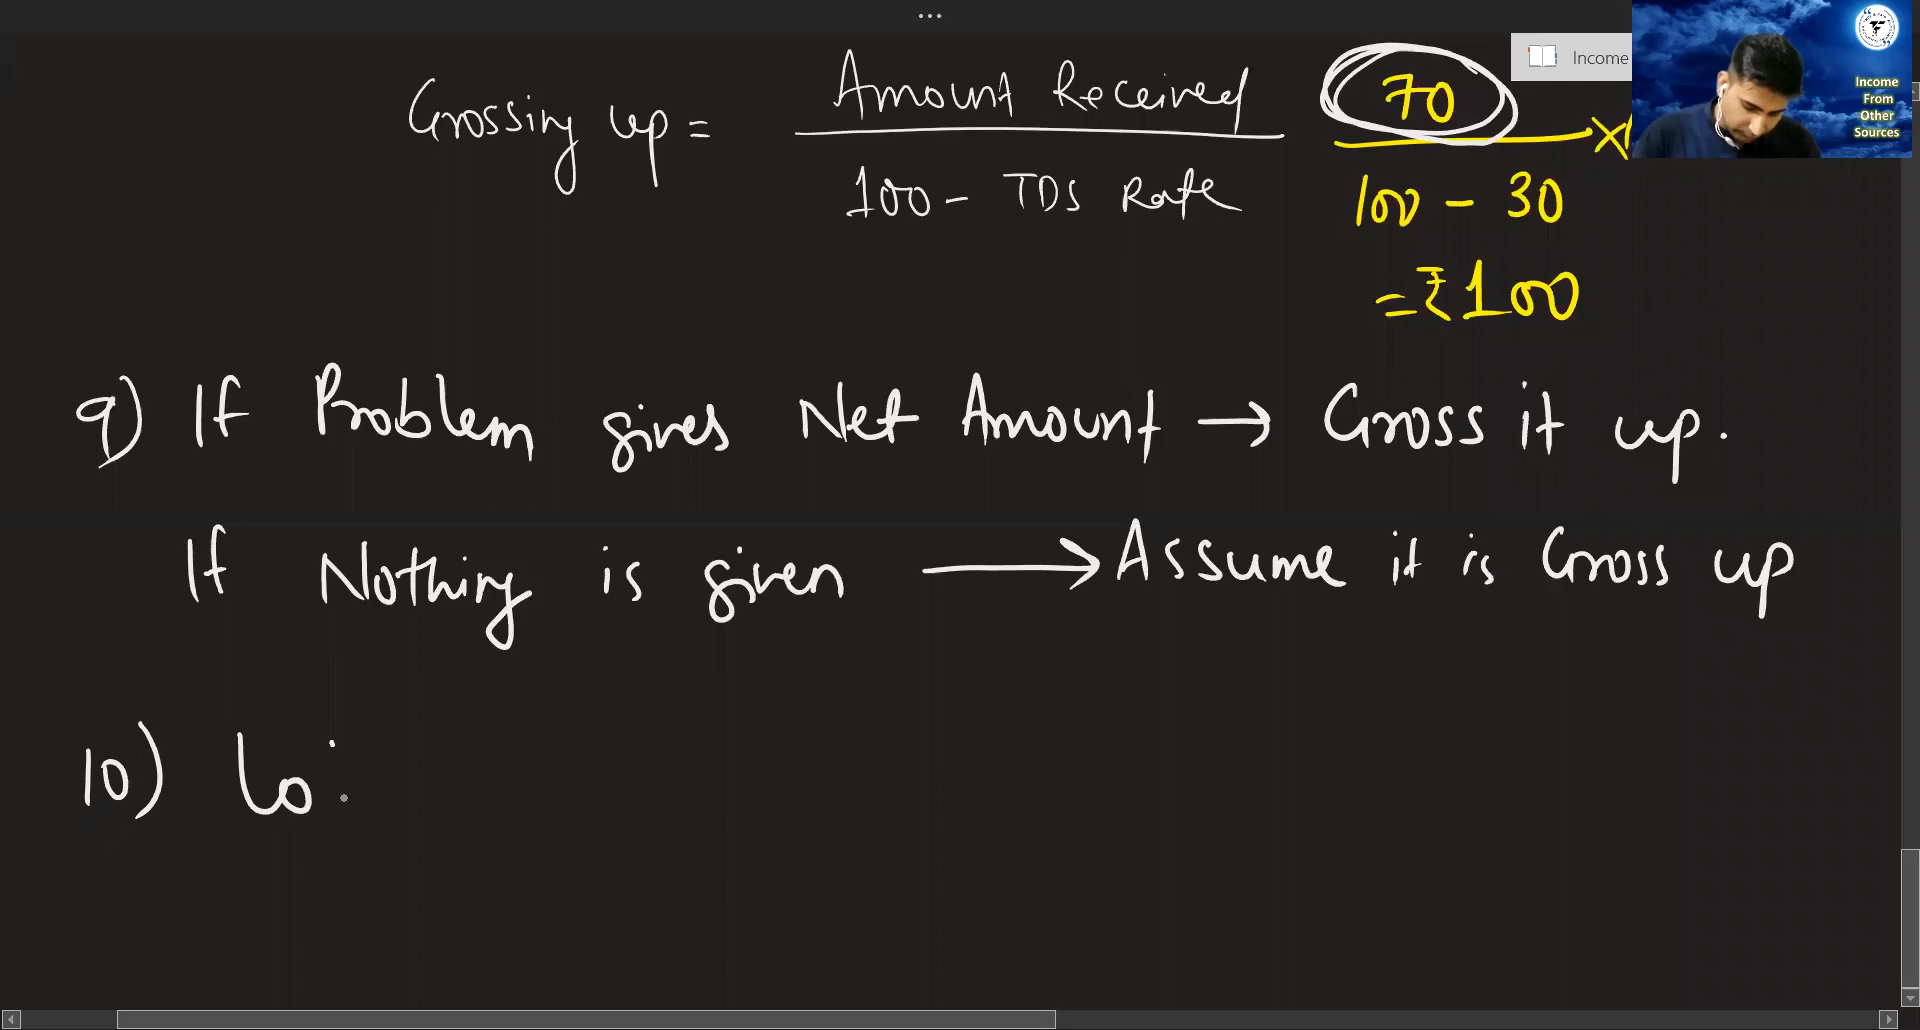 ...
Grossing up = Amount Received
100 - TDS Rate
70
100 - 30
×
= ₹100
Income
Income
From
Other
Sources
9) If Problem gives Net Amount → Gross it up.
If Nothing is given → Assume it is Gross up
10) Lo